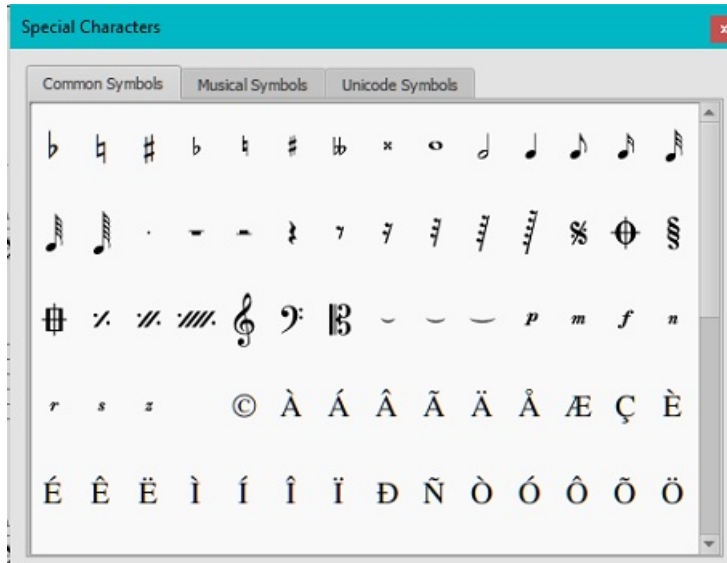 Special Characters
x
Common Symbols Musical Symbols Unicode Symbols
♭ ♮ ♯ ♭ ♮ ♯ 𝄫 𝄪 𝅝 𝅗𝅥 𝅘𝅥 𝅘𝅥𝅮 𝅘𝅥𝅯 𝅘𝅥𝅰
𝅘𝅥𝅱 𝅘𝅥𝅲 . 𝄻 𝄼 𝄽 𝄾 𝄿 𝅀 𝅁 𝅂 𝄋 𝄌 §
𝄎 𝄞 𝄢 𝄡 p m f n
r s z © À Á Â Ã Ä Å Æ Ç È
É Ê Ë Ì Í Î Ï Ð Ñ Ò Ó Ô Õ Ö